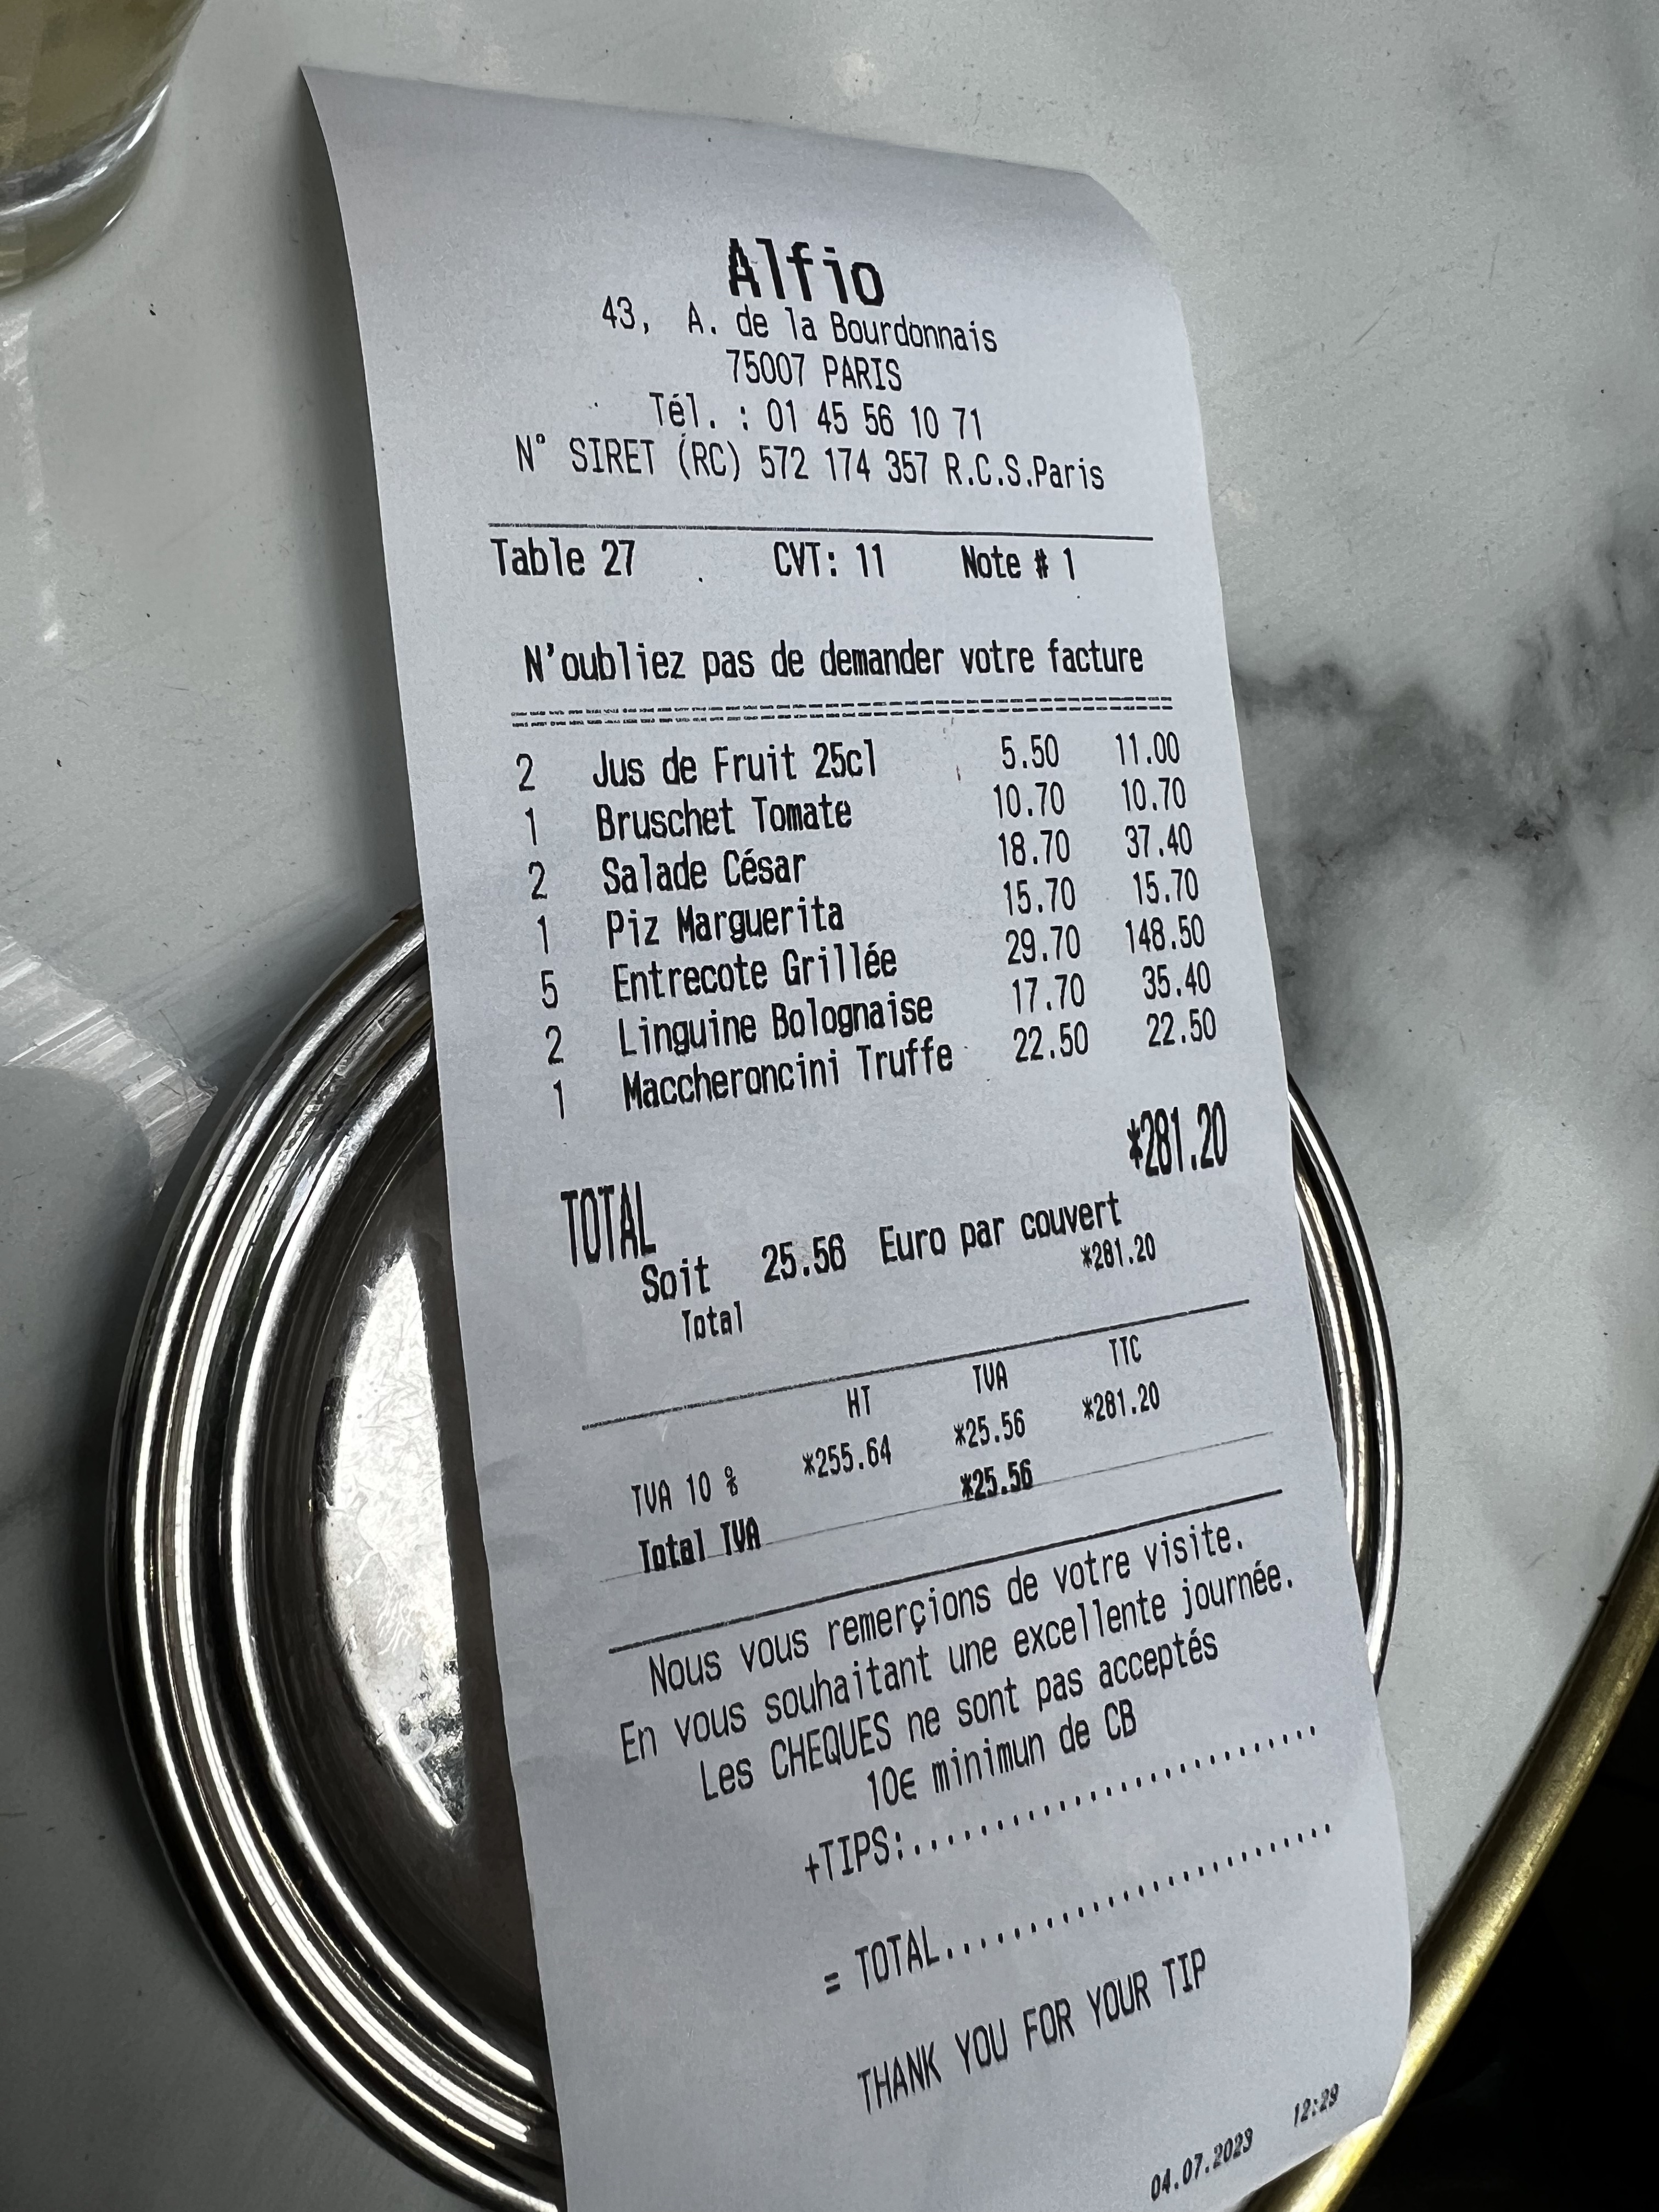 Alfio
43, A. de la Bourdonnais
75007 PARIS
Tél. : 01 45 56 10 71
N° SIRET (RC) 572 174 357 R.C.S.Paris
Table 27 CVT: 11 Note # 1
N'oubliez pas de demander votre facture
2 Jus de Fruit 25cl 5.50 11.00
1 Bruschet Tomate 10.70 10.70
2 Salade César 18.70 37.40
1 Piz Marguerita 15.70 15.70
5 Entrecote Grillée 29.70 148.50
2 Linguine Bolognaise 17.70 35.40
1 Maccheroncini Truffe 22.50 22.50
TOTAL *281.20
Soit 25.56 Euro par couvert
Total *281.20
HT TVA TTC
TVA 10 % *255.64 *25.56 *281.20
Total TVA *25.56
Nous vous remerçions de votre visite.
En vous souhaitant une excellente journée.
Les CHEQUES ne sont pas acceptés
10€ minimun de CB
+TIPS:..............................
= TOTAL..............................
THANK YOU FOR YOUR TIP
04.07.2023 12:29